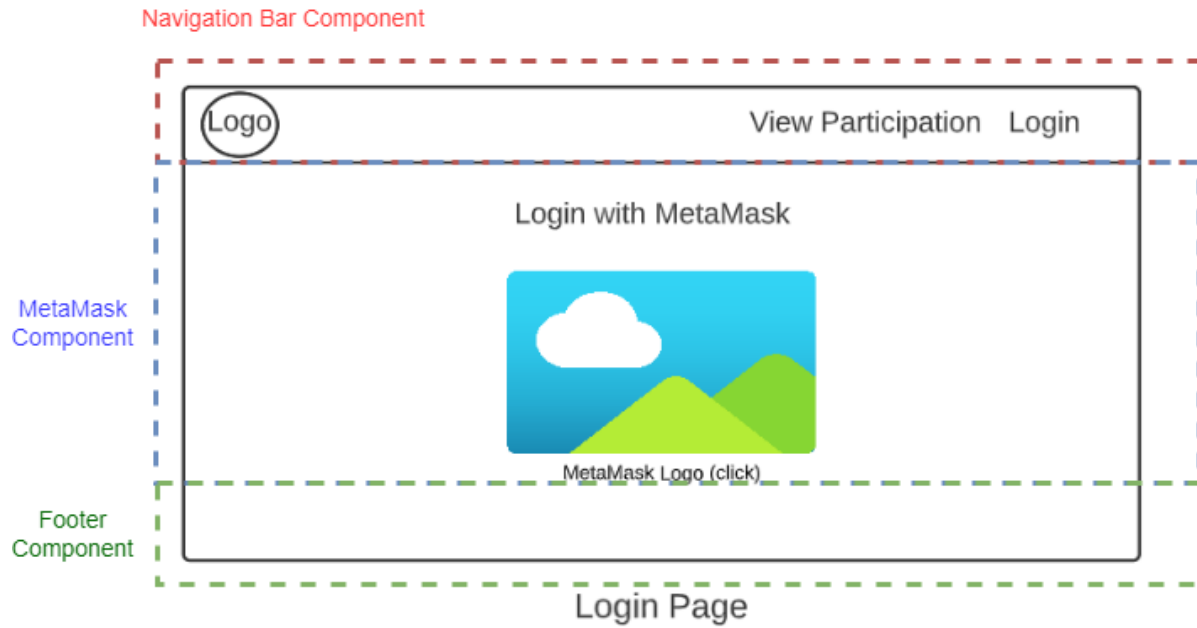 Navigation Bar Component
Logo
View Participation Login
Login with MetaMask
MetaMask
Component
MetaMask Logo (click)
Footer
Component
Login Page